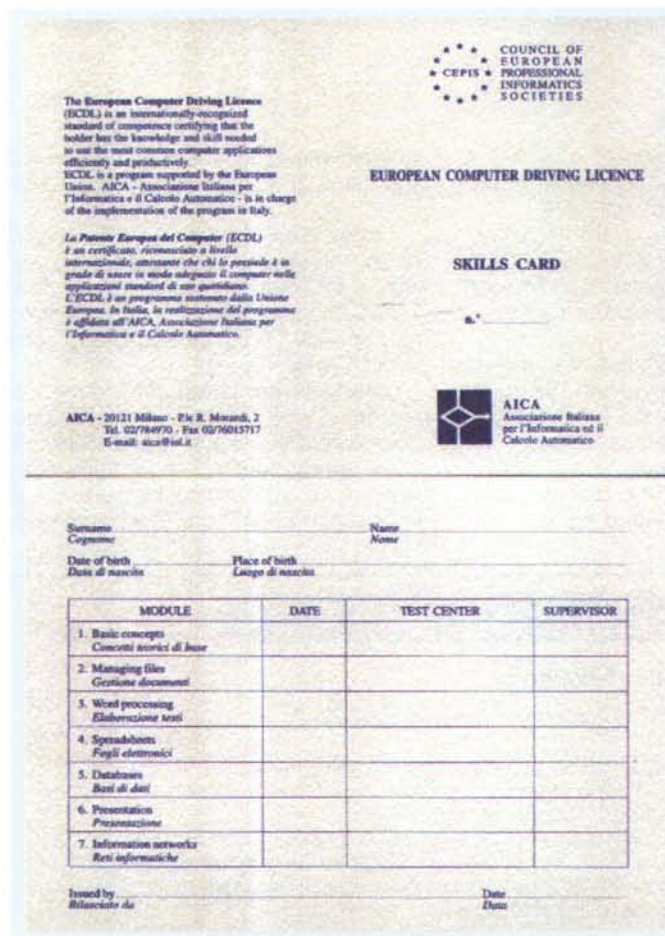 The European Computer Driving Licence
(ECDL) is an internationally-recognized
standard of competence certifying that the
holder has the knowledge and skill needed
to use the most common computer applications
efficiently and productively.
ECDL is a program supported by the European
Union. AICA - Associazione Italiana per
l'Informatica e il Calcolo Automatico - is in charge
of the implementation of the program in Italy.
La Patente Europea del Computer (ECDL)
è un certificato, riconosciuto a livello
internazionale, attestante che chi lo possiede è in
grado di usare in modo adeguato il computer nelle
applicazioni standard di uso quotidiano.
L'ECDL è un programma sostenuto dalla Unione
Europea. In Italia, la realizzazione del programma
è affidata all'AICA, Associazione Italiana per
l'Informatica e il Calcolo Automatico.
AICA - 20121 Milano - P.le R. Morandi, 2
Tel. 02/784970 - Fax 02/76015717
E-mail: aica@iol.it
CEPIS
COUNCIL OF
EUROPEAN
PROFESSIONAL
INFORMATICS
SOCIETIES
EUROPEAN COMPUTER DRIVING LICENCE
SKILLS CARD
n.°
AICA
Associazione Italiana
per l'Informatica ed il
Calcolo Automatico
Surname Name
Cognome Nome
Date of birth Place of birth
Data di nascita Luogo di nascita
MODULE DATE TEST CENTER SUPERVISOR
1. Basic concepts
Concetti teorici di base
2. Managing files
Gestione documenti
3. Word processing
Elaborazione testi
4. Spreadsheets
Fogli elettronici
5. Databases
Basi di dati
6. Presentation
Presentazione
7. Information networks
Reti informatiche
Issued by Date
Rilasciato da Data